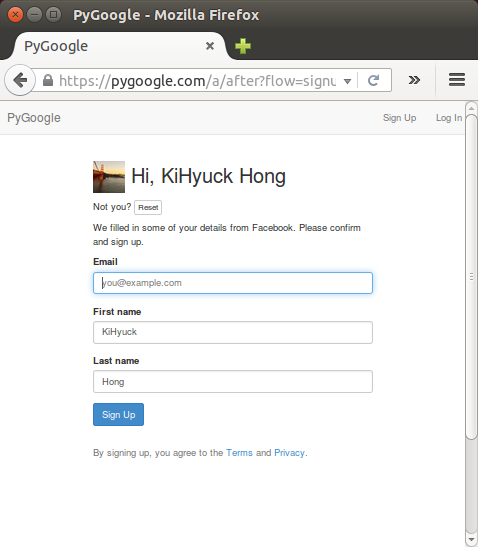 PyGoogle - Mozilla Firefox
PyGoogle
https://pygoogle.com/a/after?flow=signu
PyGoogle Sign Up Log In
Hi, KiHyuck Hong
Not you? Reset
We filled in some of your details from Facebook. Please confirm
and sign up.
Email
you@example.com
First name
KiHyuck
Last name
Hong
Sign Up
By signing up, you agree to the Terms and Privacy.